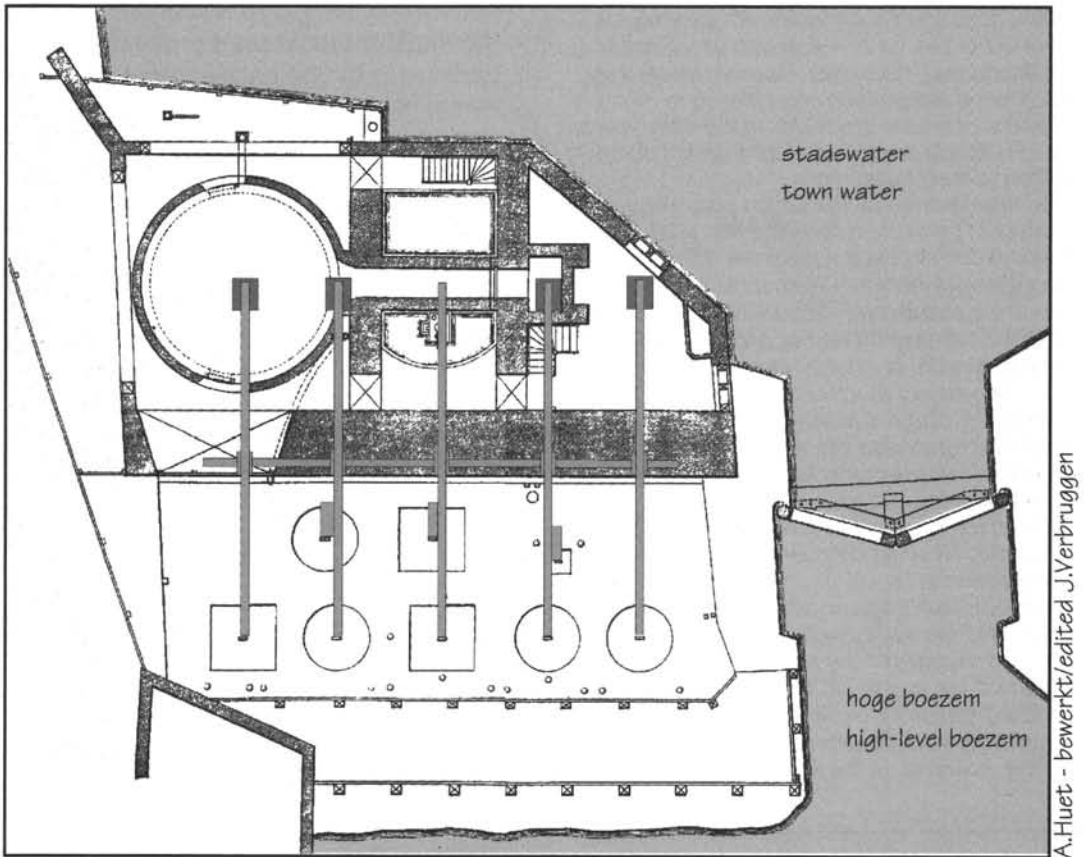 stadswater
town water
hoge boezem
high-level boezem
A.Huet - bewerkt/edited J.Verbruggen